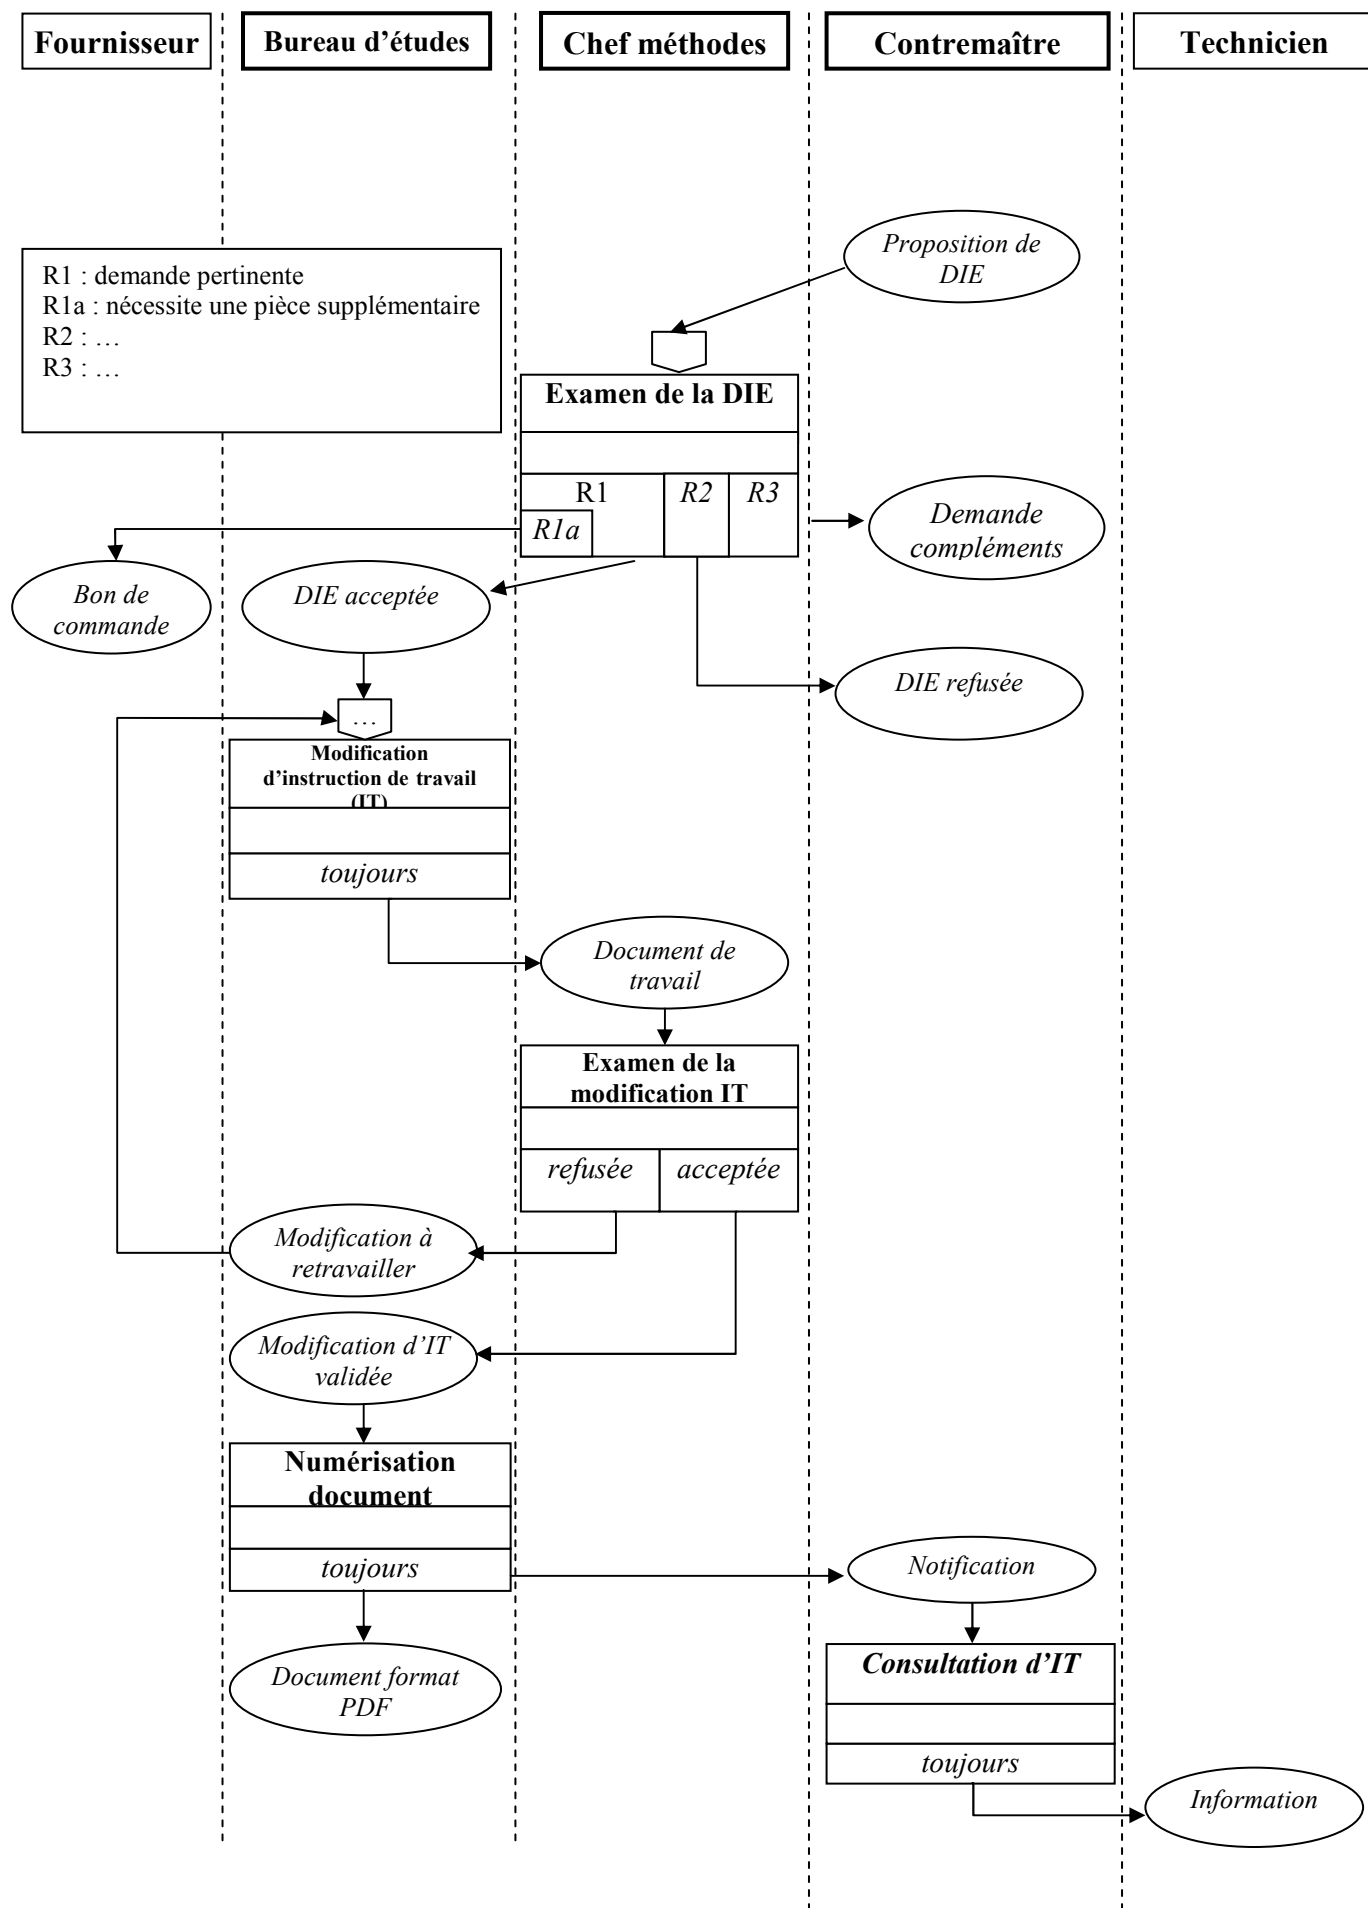 Fournisseur
Bureau d’études
Chef méthodes
Contremaître
Technicien
Proposition de
DIE
R1 : demande pertinente
R1a : nécessite une pièce supplémentaire
R2 : …
R3 : …
Examen de la DIE
R1
R2
R3
R1a
Demande
compléments
Bon de
commande
DIE acceptée
DIE refusée
…
Modification
d’instruction de travail
(IT)
toujours
Document de
travail
Examen de la
modification IT
refusée
acceptée
Modification à
retravailler
Modification d’IT
validée
Numérisation
document
toujours
Notification
Document format
PDF
Consultation d’IT
toujours
Information